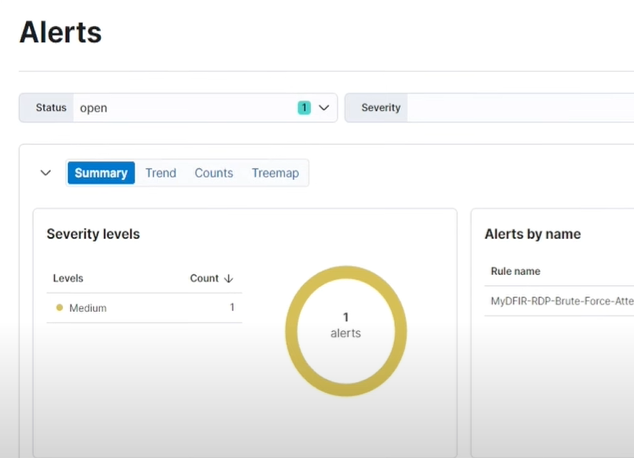 Alerts
Status open 1 Severity
Summary Trend Counts Treemap
Severity levels
Levels Count
Medium 1
1
alerts
Alerts by name
Rule name
MyDFIR-RDP-Brute-Force-Atte